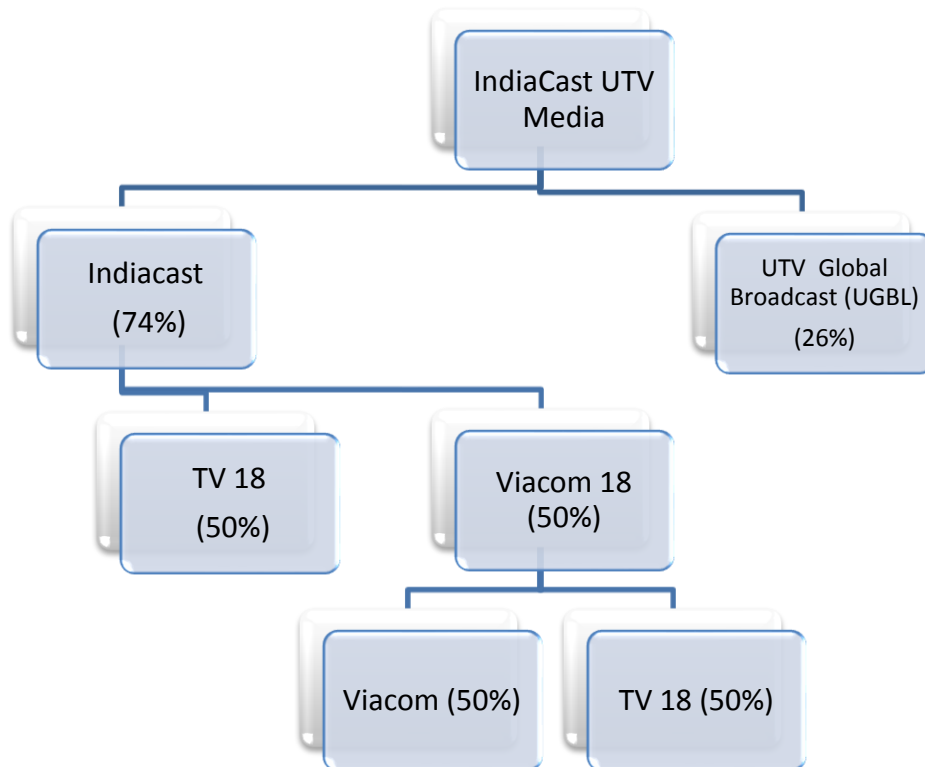 IndiaCast UTV
Media
Indiacast
(74%)
UTV Global
Broadcast (UGBL)
(26%)
TV 18
(50%)
Viacom 18
(50%)
Viacom (50%)
TV 18 (50%)